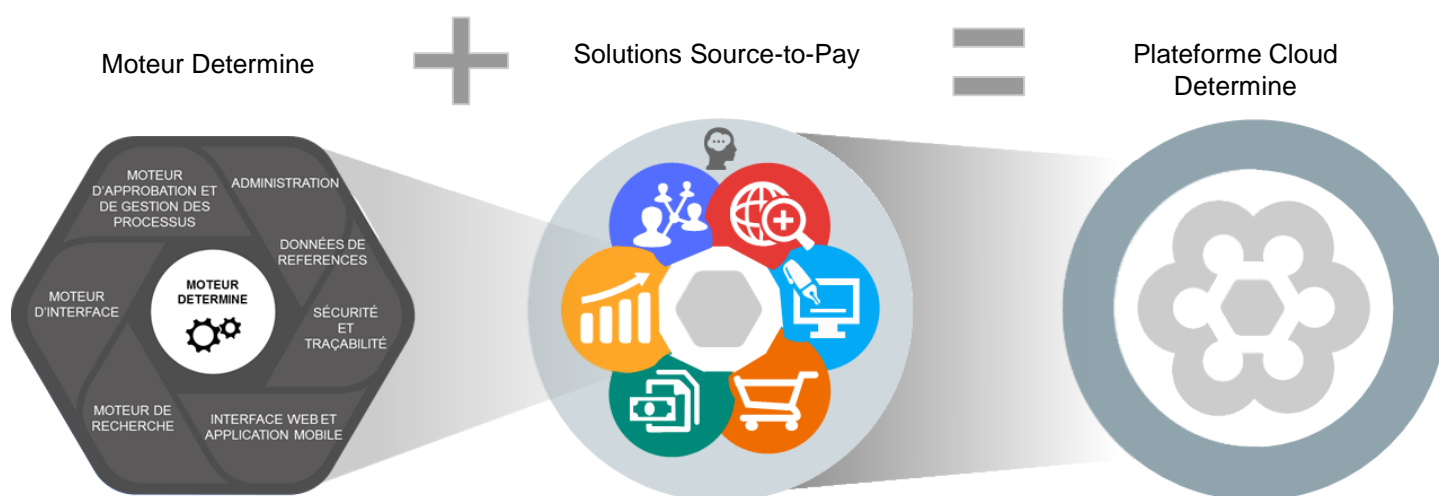 Moteur Determine
Solutions Source-to-Pay
Plateforme Cloud
Determine
MOTEUR
D'APPROBATION ET
DE GESTION DES
PROCESSUS
ADMINISTRATION
DONNÉES DE
REFERENCES
SÉCURITÉ
ET
TRAÇABILITÉ
INTERFACE WEB ET
APPLICATION MOBILE
MOTEUR DE
RECHERCHE
MOTEUR
D'INTERFACE
MOTEUR
DETERMINE